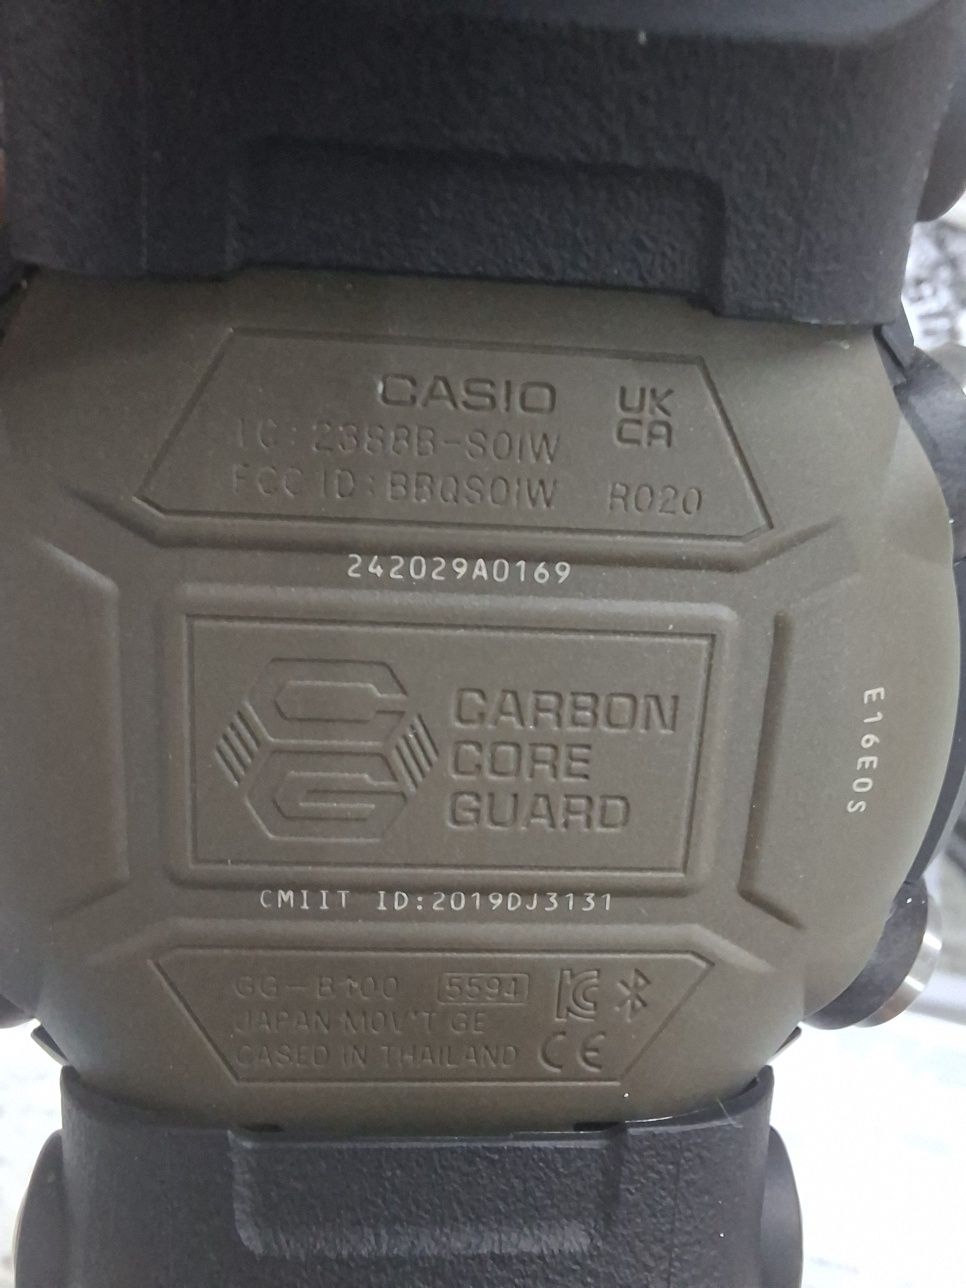 CASIO
UK
CA
IC : 2388B-S01W
FCC ID : BBQS01W R020
242029A0169
CARBON
CORE
GUARD
E16E0S
CMIIT ID:2019DJ3131
GG-B100 5594
JAPAN MOV'T GE
CASED IN THAILAND CE